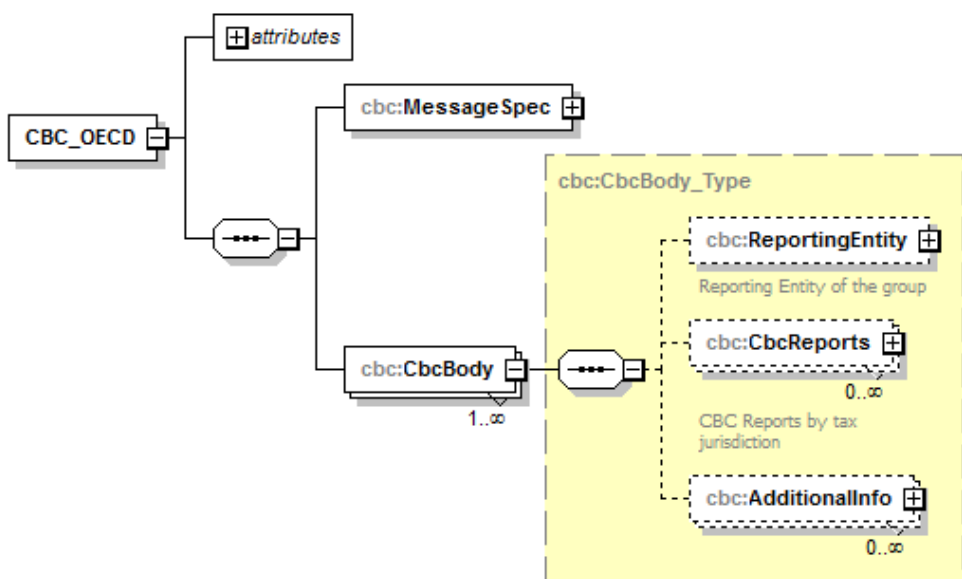 attributes
cbc:MessageSpec
CBC_OECD
cbc:CbcBody_Type
cbc:ReportingEntity
Reporting Entity of the group
cbc:CbcReports
0..∞
CBC Reports by tax
jurisdiction
cbc:CbcBody
1..∞
cbc:AdditionalInfo
0..∞